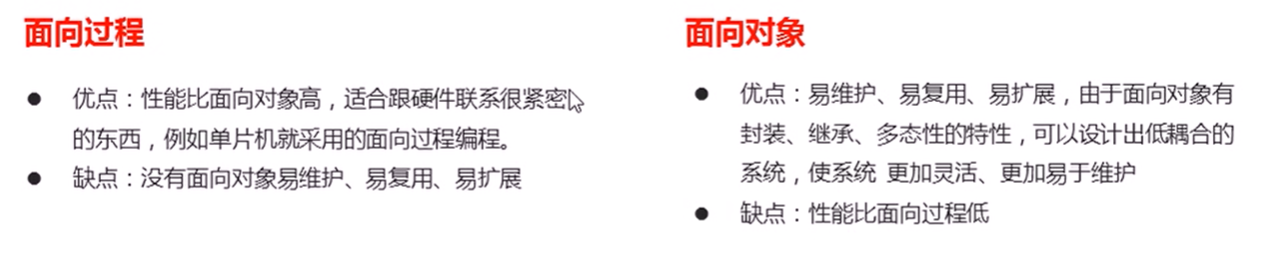 面向过程
● 优点：性能比面向对象高，适合跟硬件联系很紧密
的东西，例如单片机就采用的面向过程编程。
● 缺点：没有面向对象易维护、易复用、易扩展
面向对象
● 优点：易维护、易复用、易扩展，由于面向对象有
封装、继承、多态性的特性，可以设计出低耦合的
系统，使系统 更加灵活、更加易于维护
● 缺点：性能比面向过程低